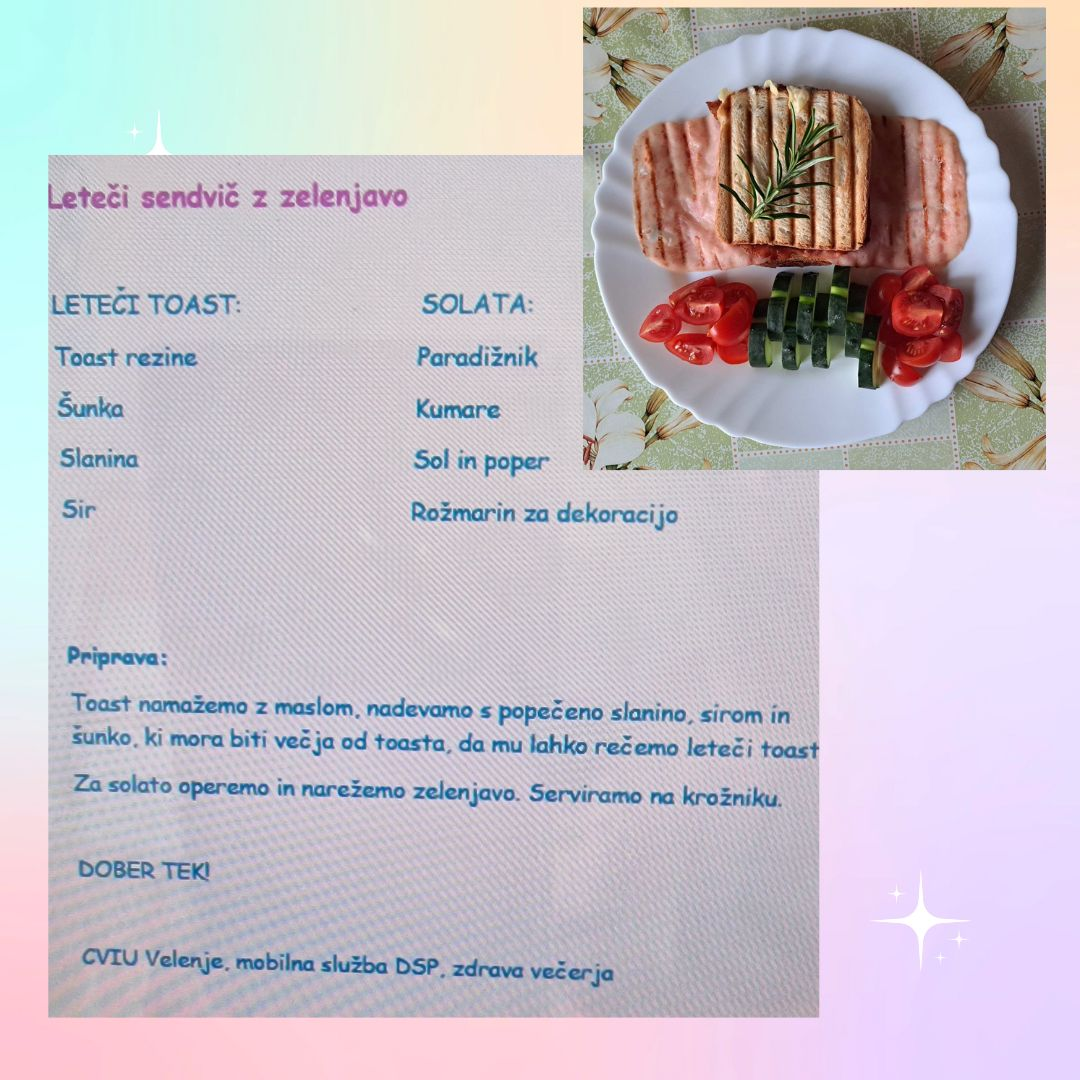 Leteči sendvič z zelenjavo
LETEČI TOAST:
Toast rezine
Šunka
Slanina
Sir
SOLATA:
Paradižnik
Kumare
Sol in poper
Rožmarin za dekoracijo
Priprava:
Toast namažemo z maslom, nadevamo s popečeno slanino, sirom in
šunko, ki mora biti večja od toasta, da mu lahko rečemo leteči toast
Za solato operemo in narežemo zelenjavo. Serviramo na krožniku.
DOBER TEK!
CVIU Velenje, mobilna služba DSP, zdrava večerja